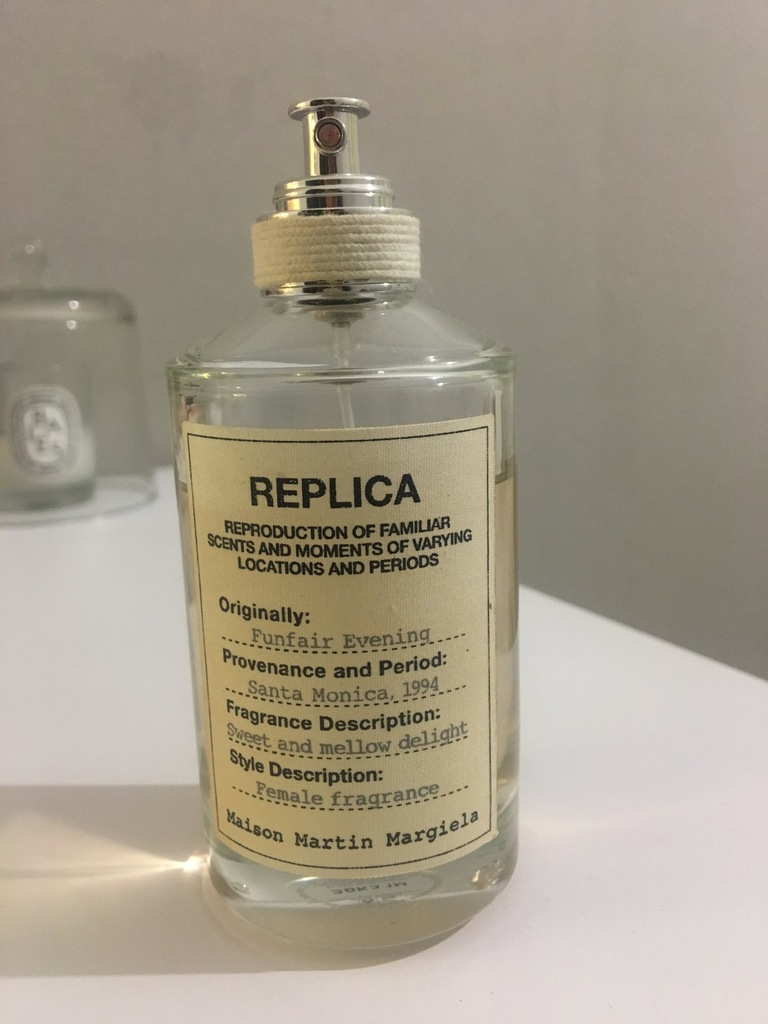 REPLICA
REPRODUCTION OF FAMILIAR
SCENTS AND MOMENTS OF VARYING
LOCATIONS AND PERIODS
Originally:
Funfair Evening
Provenance and Period:
Santa Monica, 1994
Fragrance Description:
Sweet and mellow delight
Style Description:
Female fragrance
Maison Martin Margiela